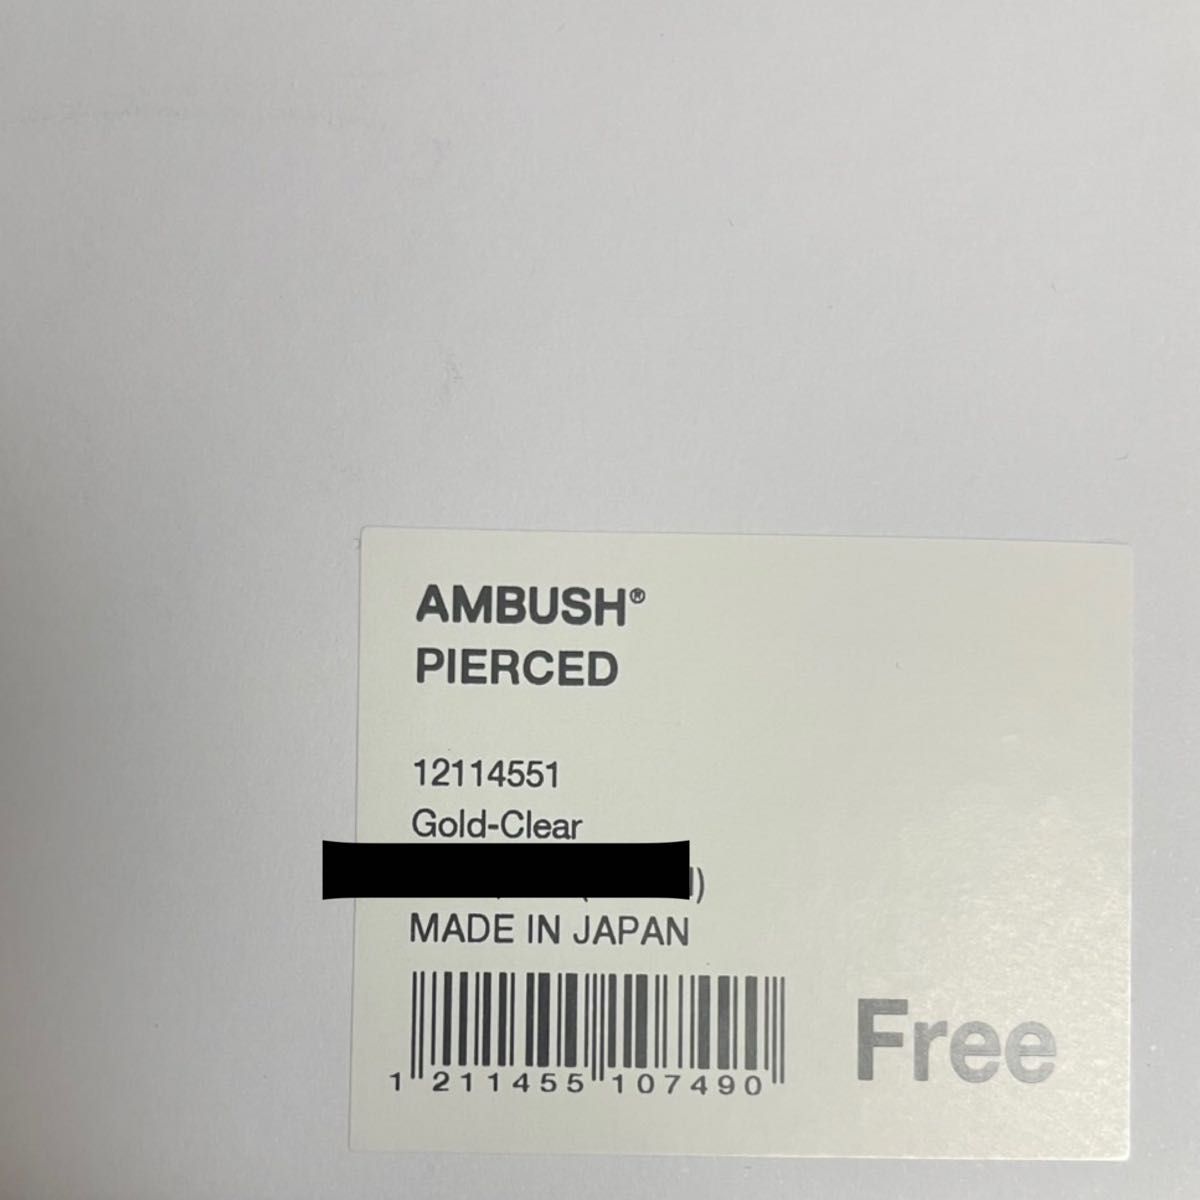 AMBUSH®
PIERCED
12114551
Gold-Clear
MADE IN JAPAN
1 211455 107490
Free